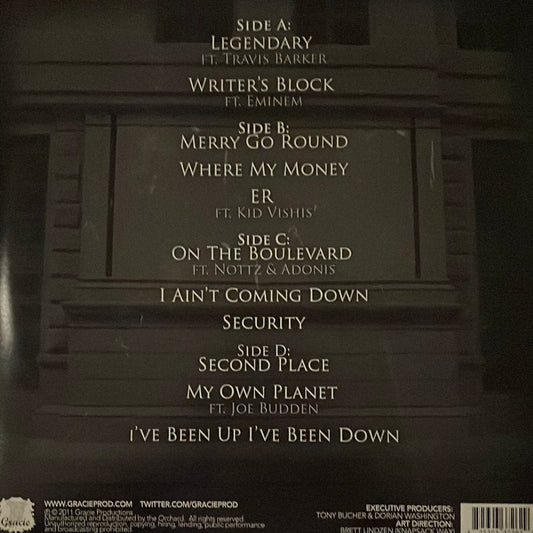 Side A:
Legendary
ft. Travis Barker
Writer's Block
ft. Eminem
Side B:
Merry Go Round
Where My Money
ER
ft. Kid Vishis
Side C:
On The Boulevard
ft. Nottz & Adonis
I Ain't Coming Down
Security
Side D:
Second Place
My Own Planet
ft. Joe Budden
I've Been Up I've Been Down
WWW.GRACIEPROD.COM TWITTER.COM/GRACIEPROD
℗ © 2011 Gracie Productions
Manufactured and Distributed by the Orchard. All rights reserved.
Unauthorized reproduction, copying, hiring, lending, public performance
and broadcasting prohibited.
Gracie
EXECUTIVE PRODUCERS:
TONY BUCHER & DORIAN WASHINGTON
ART DIRECTION:
BRETT LINDZEN (KNAPSACK WAX)